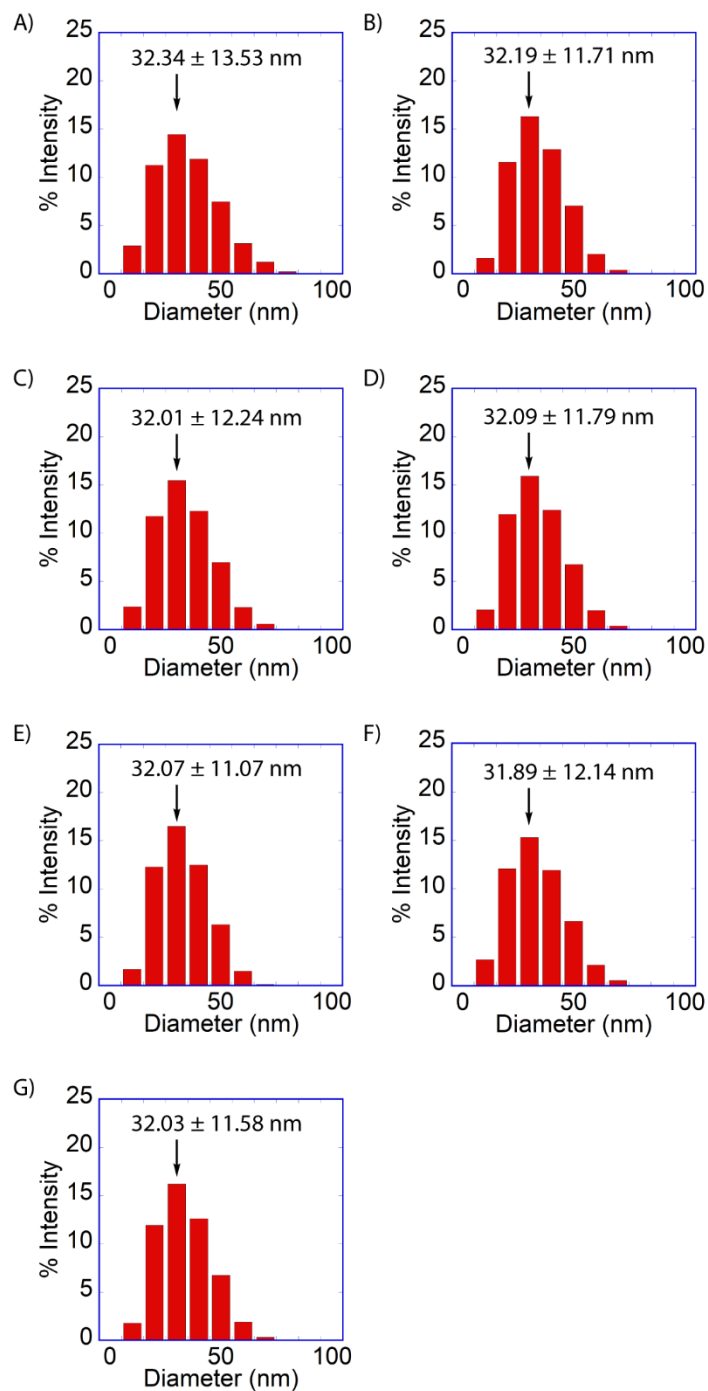 A)
25
20
15
10
5
0
% Intensity
32.34 ± 13.53 nm
0 50 100
Diameter (nm)
B)
25
20
15
10
5
0
% Intensity
32.19 ± 11.71 nm
0 50 100
Diameter (nm)
C)
25
20
15
10
5
0
% Intensity
32.01 ± 12.24 nm
0 50 100
Diameter (nm)
D)
25
20
15
10
5
0
% Intensity
32.09 ± 11.79 nm
0 50 100
Diameter (nm)
E)
25
20
15
10
5
0
% Intensity
32.07 ± 11.07 nm
0 50 100
Diameter (nm)
F)
25
20
15
10
5
0
% Intensity
31.89 ± 12.14 nm
0 50 100
Diameter (nm)
G)
25
20
15
10
5
0
% Intensity
32.03 ± 11.58 nm
0 50 100
Diameter (nm)